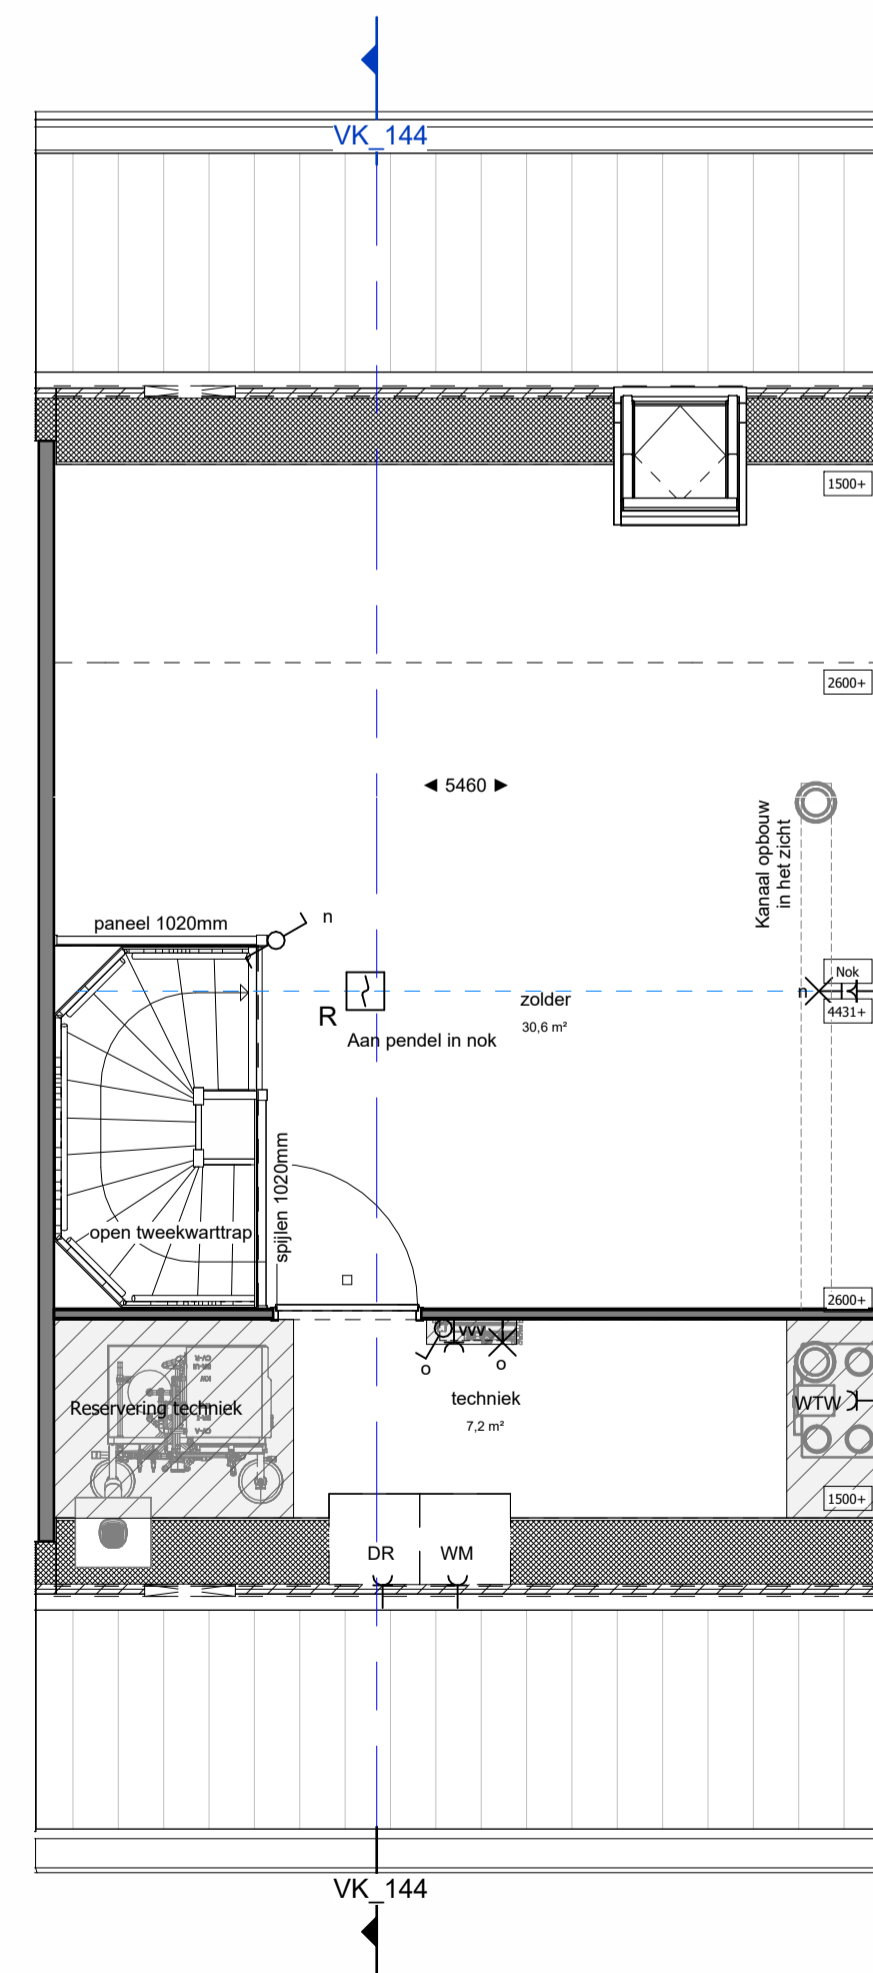 VK_144
1500+
2600+
◄ 5460 ►
Kanaal opbouw
in het zicht
paneel 1020mm
n
Nok
n
zolder
4431+
R
30,6 m²
Aan pendel in nok
spijlen 1020mm
open tweekwarttrap
2600+
VVV
o
o
techniek
7,2 m²
Reservering techniek
WTW
1500+
DR
WM
VK_144